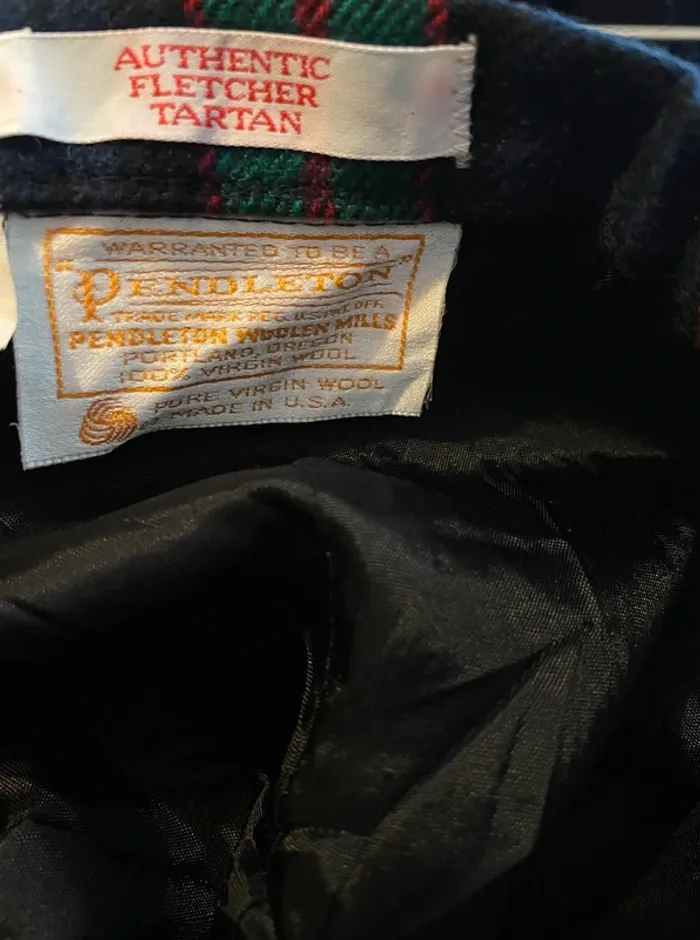 AUTHENTIC
FLETCHER
TARTAN
WARRANTED TO BE A
"PENDLETON"
TRADE MARK REG. U.S. PAT. OFF.
PENDLETON WOOLEN MILLS
PORTLAND, OREGON
100% VIRGIN WOOL
PURE VIRGIN WOOL
MADE IN U.S.A.